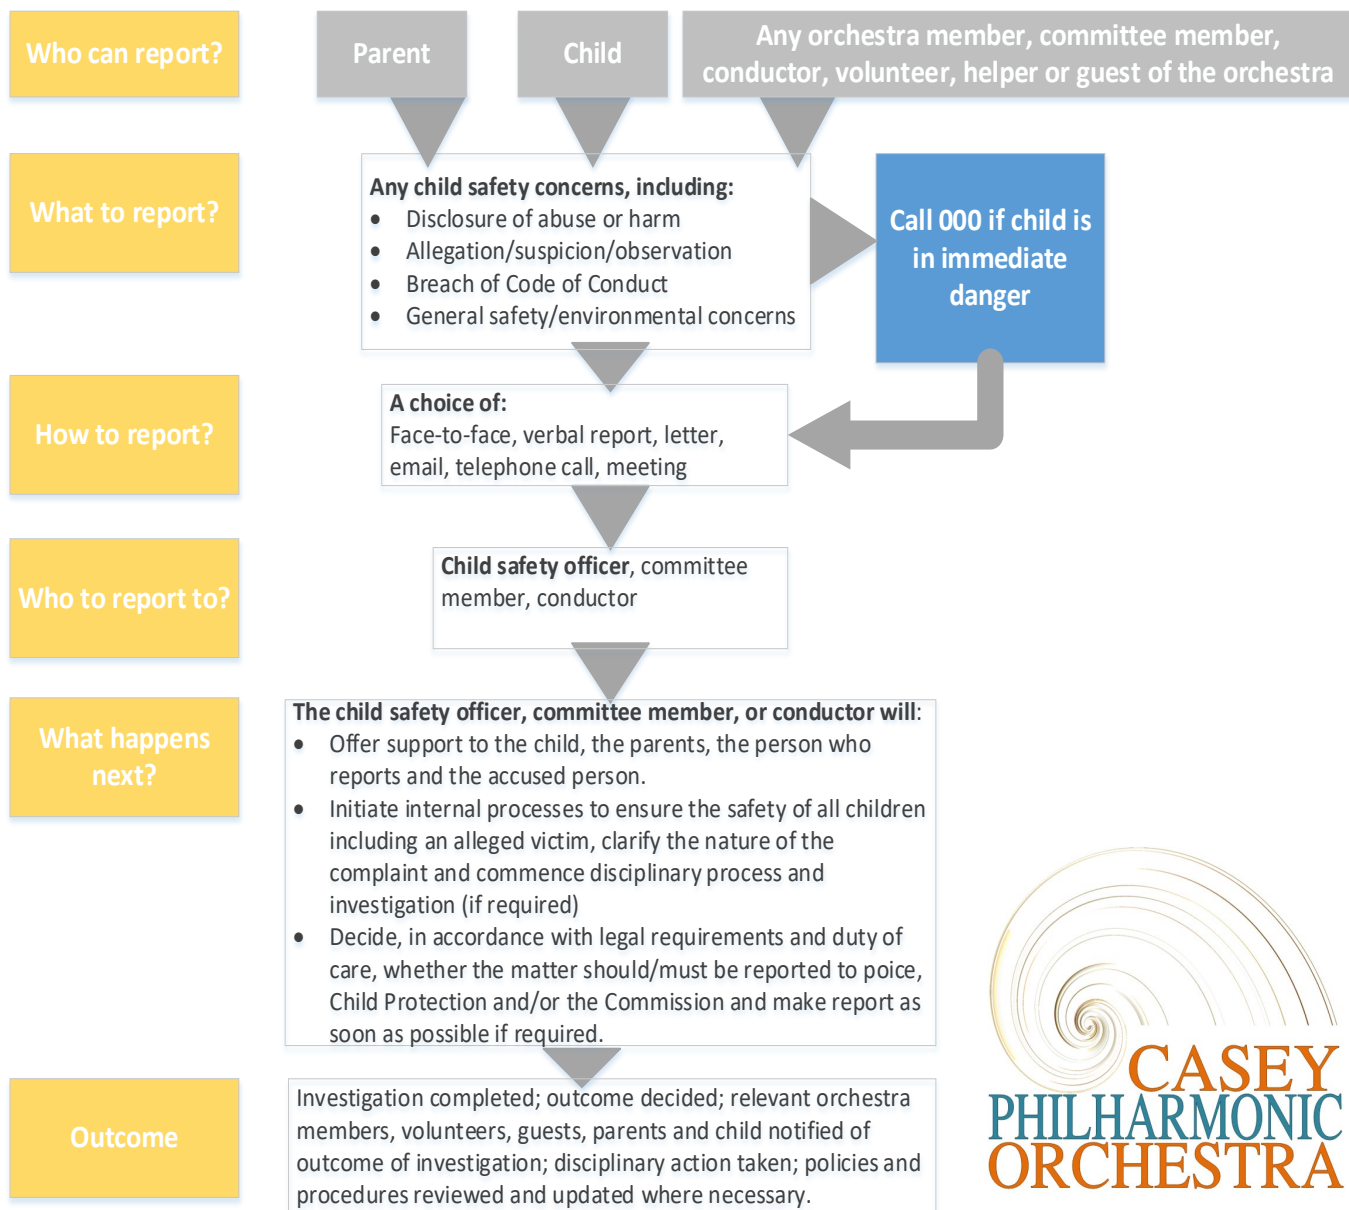 Who can report?
Parent
Child
Any orchestra member, committee member,
conductor, volunteer, helper or guest of the orchestra
What to report?
Any child safety concerns, including:
• Disclosure of abuse or harm
• Allegation/suspicion/observation
• Breach of Code of Conduct
• General safety/environmental concerns
Call 000 if child is
in immediate
danger
How to report?
A choice of:
Face-to-face, verbal report, letter,
email, telephone call, meeting
Who to report to?
Child safety officer, committee
member, conductor
What happens
next?
The child safety officer, committee member, or conductor will:
• Offer support to the child, the parents, the person who
reports and the accused person.
• Initiate internal processes to ensure the safety of all children
including an alleged victim, clarify the nature of the
complaint and commence disciplinary process and
investigation (if required)
• Decide, in accordance with legal requirements and duty of
care, whether the matter should/must be reported to poice,
Child Protection and/or the Commission and make report as
soon as possible if required.
Outcome
Investigation completed; outcome decided; relevant orchestra
members, volunteers, guests, parents and child notified of
outcome of investigation; disciplinary action taken; policies and
procedures reviewed and updated where necessary.
CASEY
PHILHARMONIC
ORCHESTRA